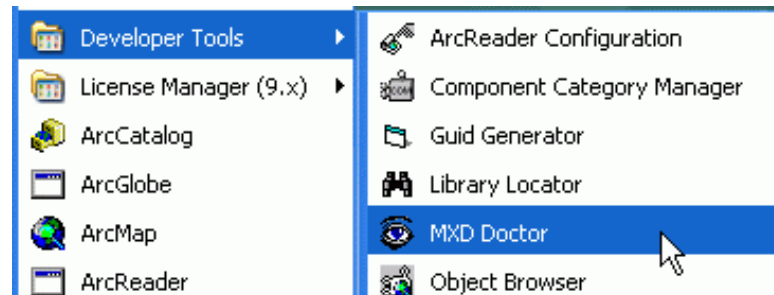 Developer Tools
License Manager (9.x)
ArcCatalog
ArcGlobe
ArcMap
ArcReader
ArcReader Configuration
Component Category Manager
Guid Generator
Library Locator
MXD Doctor
Object Browser